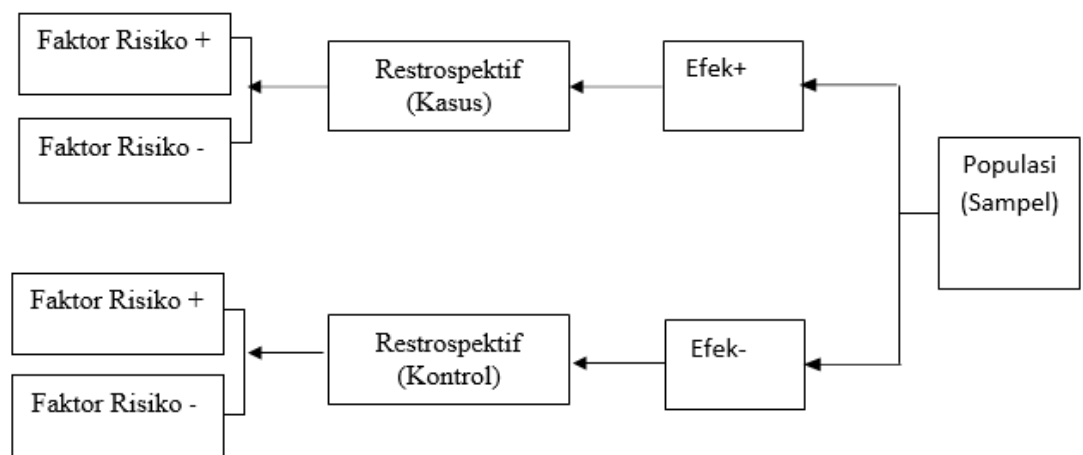 Faktor Risiko +
Restrospektif
(Kasus)
Efek+
Faktor Risiko -
Populasi
(Sampel)
Faktor Risiko +
Restrospektif
(Kontrol)
Efek-
Faktor Risiko -